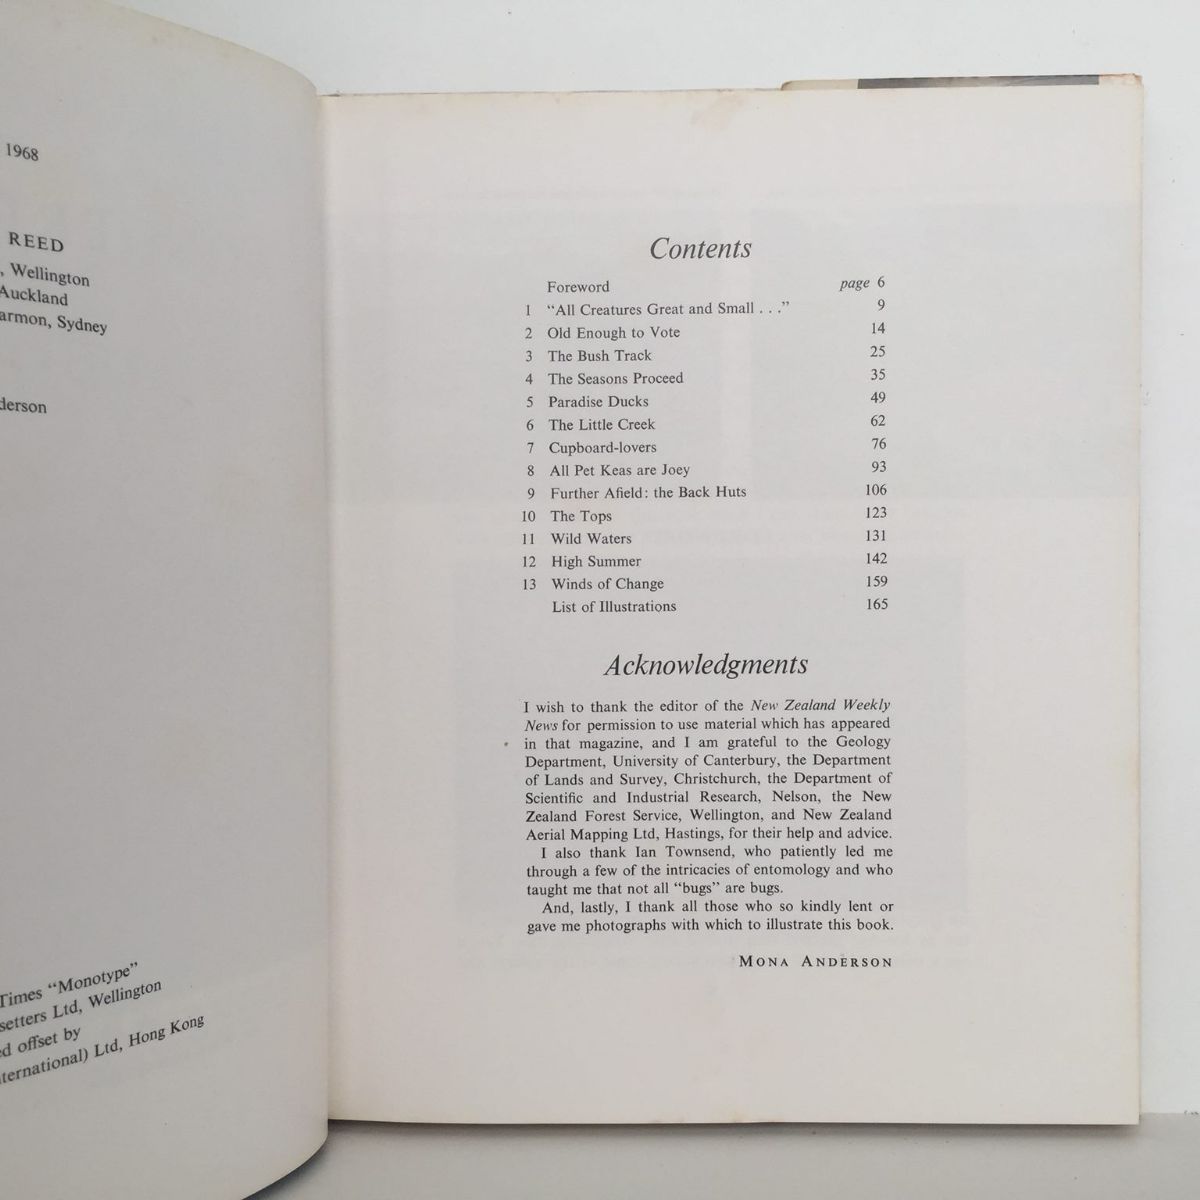 1968
REED
, Wellington
Auckland
armon, Sydney
derson
Times “Monotype”
setters Ltd, Wellington
ed offset by
ternational) Ltd, Hong Kong
Contents
Foreword page 6
1 “All Creatures Great and Small . . .” 9
2 Old Enough to Vote 14
3 The Bush Track 25
4 The Seasons Proceed 35
5 Paradise Ducks 49
6 The Little Creek 62
7 Cupboard-lovers 76
8 All Pet Keas are Joey 93
9 Further Afield: the Back Huts 106
10 The Tops 123
11 Wild Waters 131
12 High Summer 142
13 Winds of Change 159
List of Illustrations 165
Acknowledgments
I wish to thank the editor of the New Zealand Weekly
News for permission to use material which has appeared
in that magazine, and I am grateful to the Geology
Department, University of Canterbury, the Department
of Lands and Survey, Christchurch, the Department of
Scientific and Industrial Research, Nelson, the New
Zealand Forest Service, Wellington, and New Zealand
Aerial Mapping Ltd, Hastings, for their help and advice.
I also thank Ian Townsend, who patiently led me
through a few of the intricacies of entomology and who
taught me that not all “bugs” are bugs.
And, lastly, I thank all those who so kindly lent or
gave me photographs with which to illustrate this book.
MONA ANDERSON